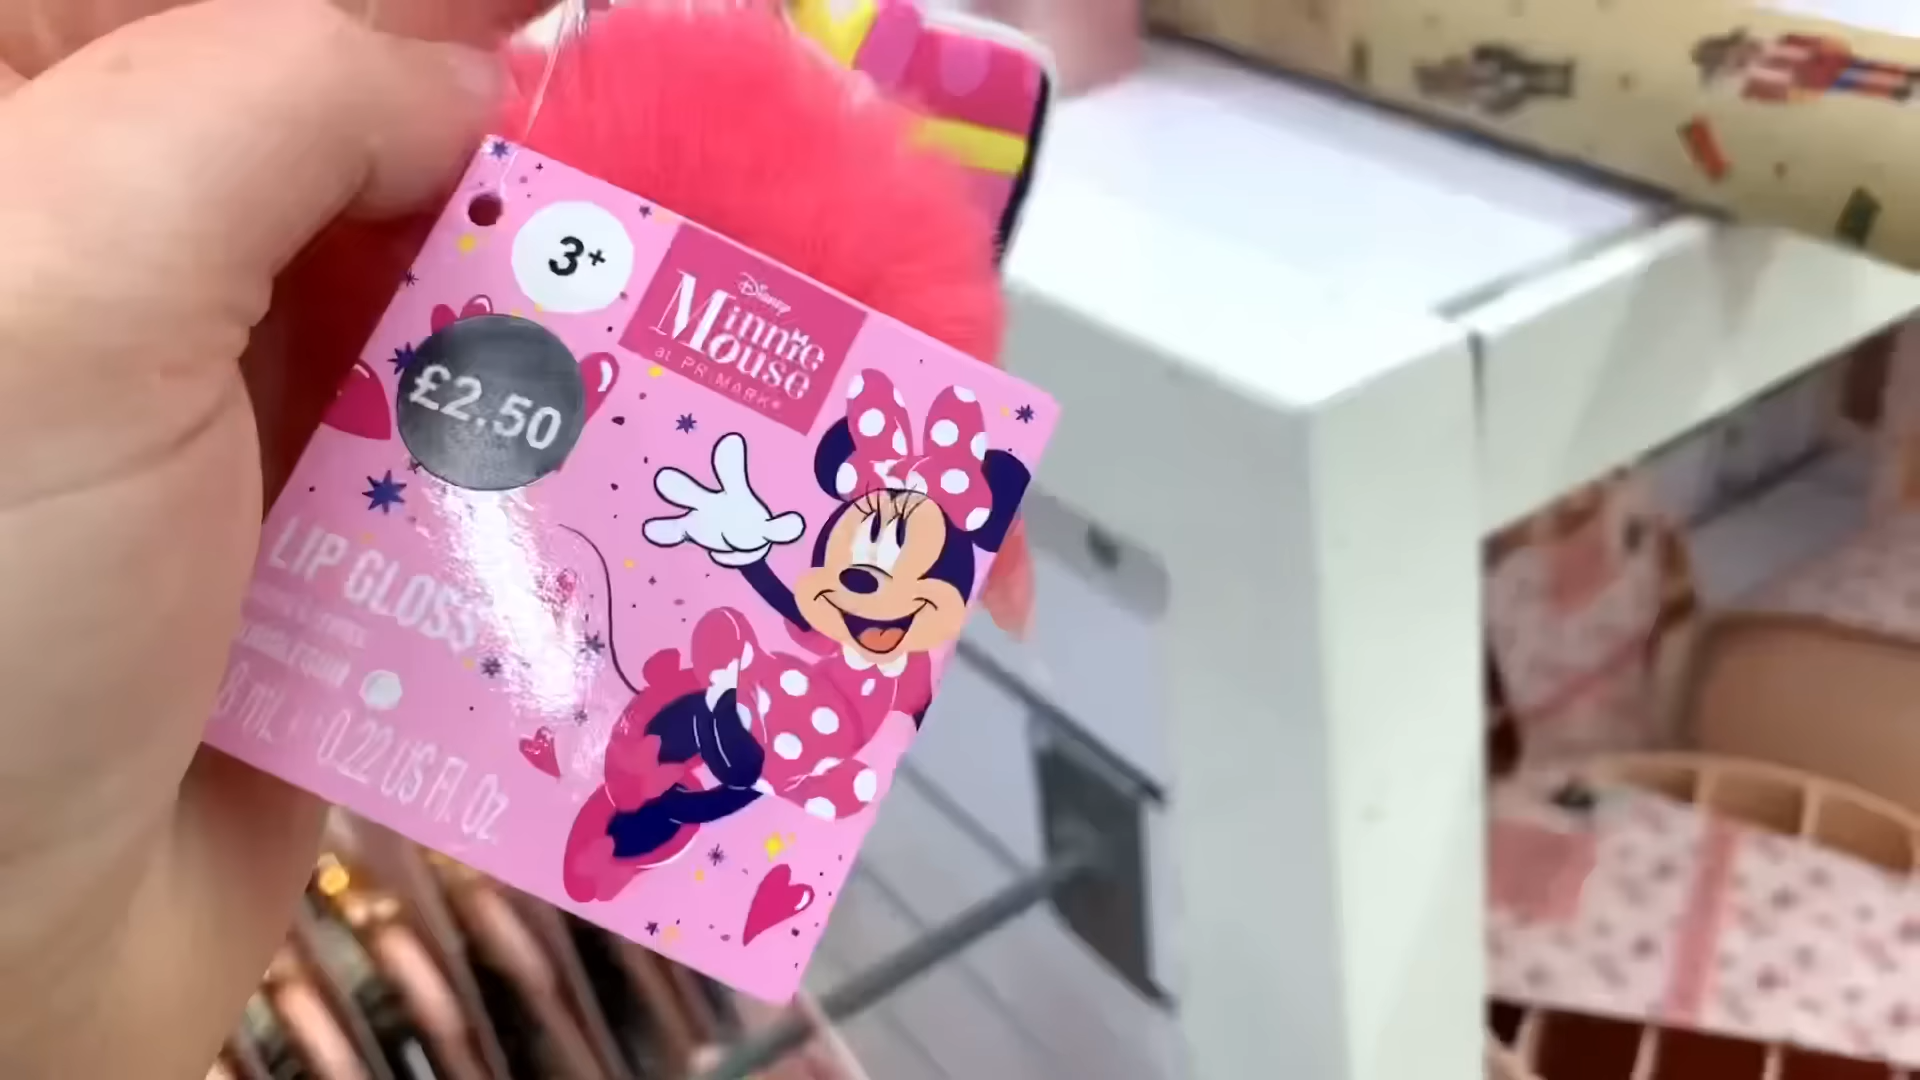 3+
Disney
Minnie
Mouse
at PRIMARK®
£2.50
LIP GLOSS
0.22 US Fl. Oz.